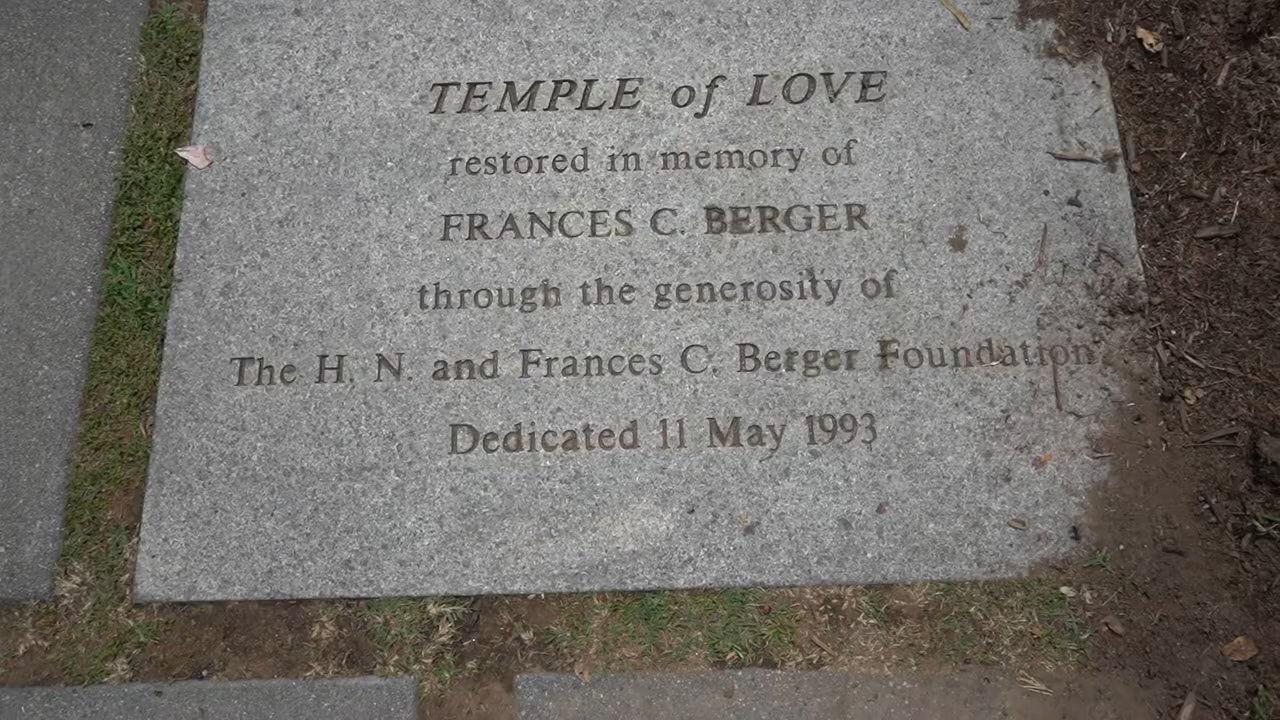 TEMPLE of LOVE
restored in memory of
FRANCES C. BERGER
through the generosity of
The H. N. and Frances C. Berger Foundation
Dedicated 11 May 1993